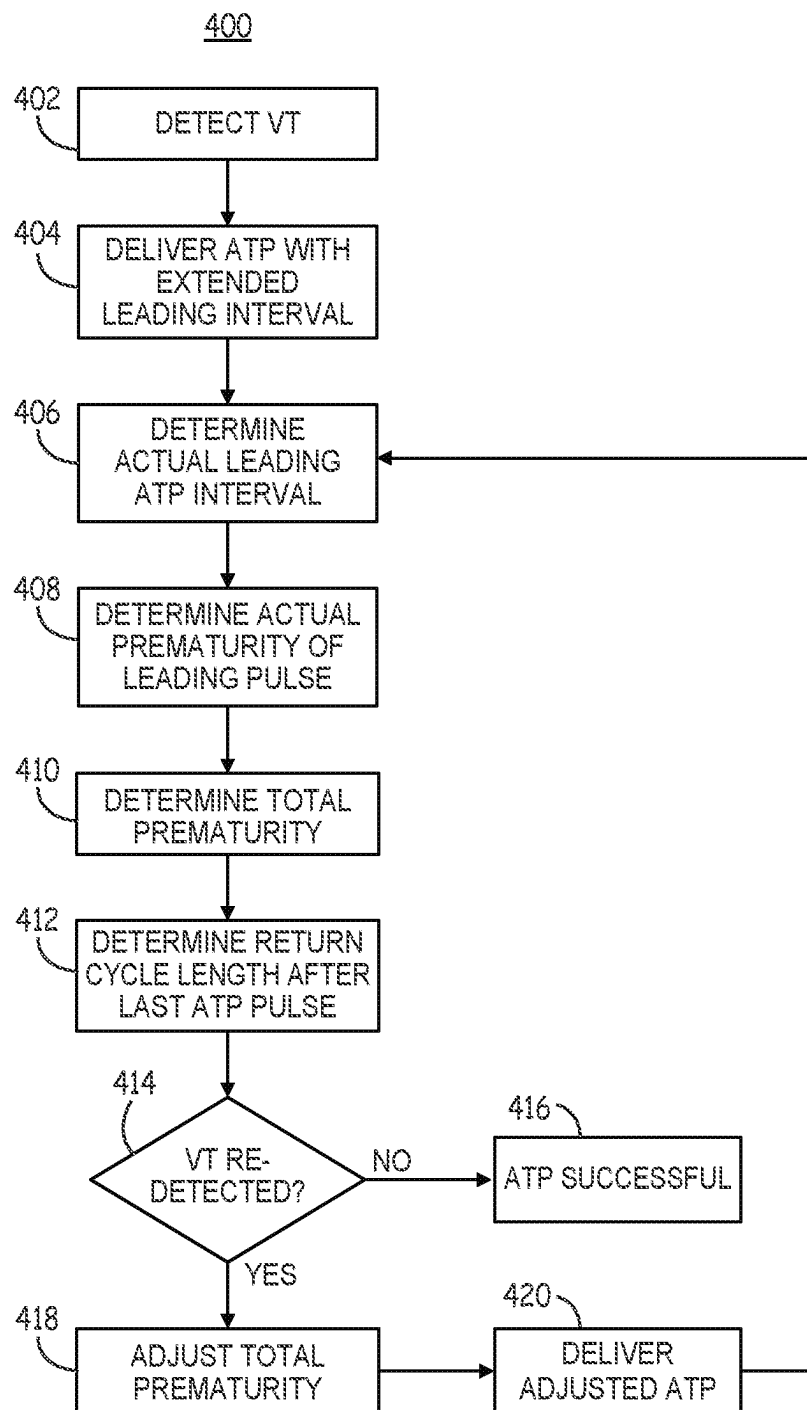 400
402
DETECT VT
404
DELIVER ATP WITH
EXTENDED
LEADING INTERVAL
406
DETERMINE
ACTUAL LEADING
ATP INTERVAL
408
DETERMINE ACTUAL
PREMATURITY OF
LEADING PULSE
410
DETERMINE TOTAL
PREMATURITY
412
DETERMINE RETURN
CYCLE LENGTH AFTER
LAST ATP PULSE
414
VT RE-
DETECTED?
NO
416
ATP SUCCESSFUL
YES
418
ADJUST TOTAL
PREMATURITY
420
DELIVER
ADJUSTED ATP